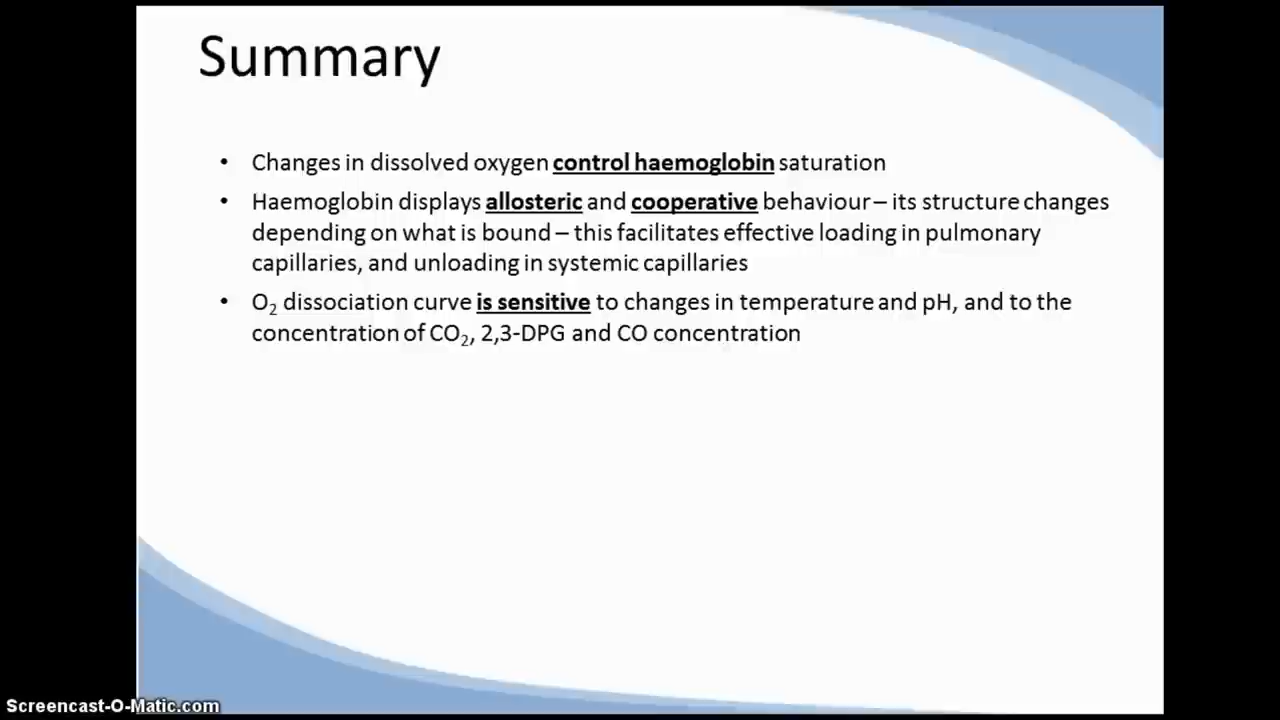 Summary
• Changes in dissolved oxygen control haemoglobin saturation
• Haemoglobin displays allosteric and cooperative behaviour – its structure changes
depending on what is bound – this facilitates effective loading in pulmonary
capillaries, and unloading in systemic capillaries
• O₂ dissociation curve is sensitive to changes in temperature and pH, and to the
concentration of CO₂, 2,3-DPG and CO concentration
Screencast-O-Matic.com